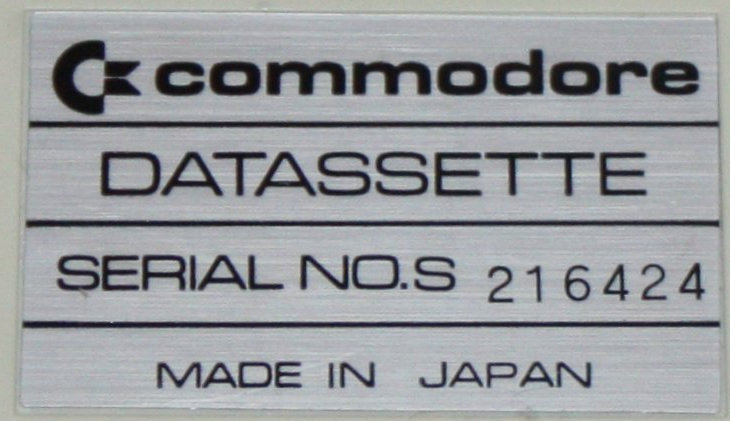 commodore
DATASSETTE
SERIAL NO.S 216424
MADE IN JAPAN